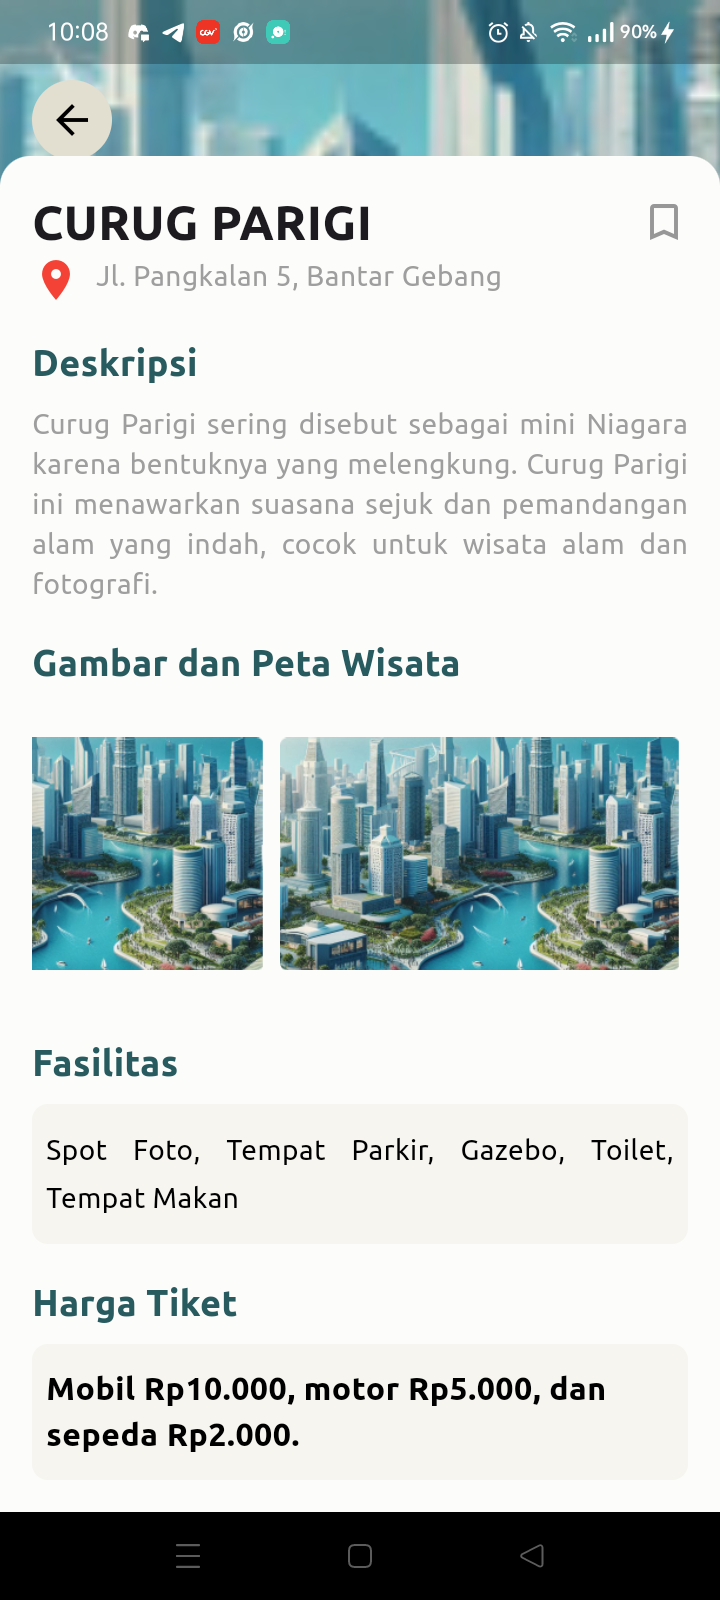 10:08
CGV
90%
CURUG PARIGI
Jl. Pangkalan 5, Bantar Gebang
Deskripsi
Curug Parigi sering disebut sebagai mini Niagara
karena bentuknya yang melengkung. Curug Parigi
ini menawarkan suasana sejuk dan pemandangan
alam yang indah, cocok untuk wisata alam dan
fotografi.
Gambar dan Peta Wisata
Fasilitas
Spot Foto, Tempat Parkir, Gazebo, Toilet,
Tempat Makan
Harga Tiket
Mobil Rp10.000, motor Rp5.000, dan
sepeda Rp2.000.